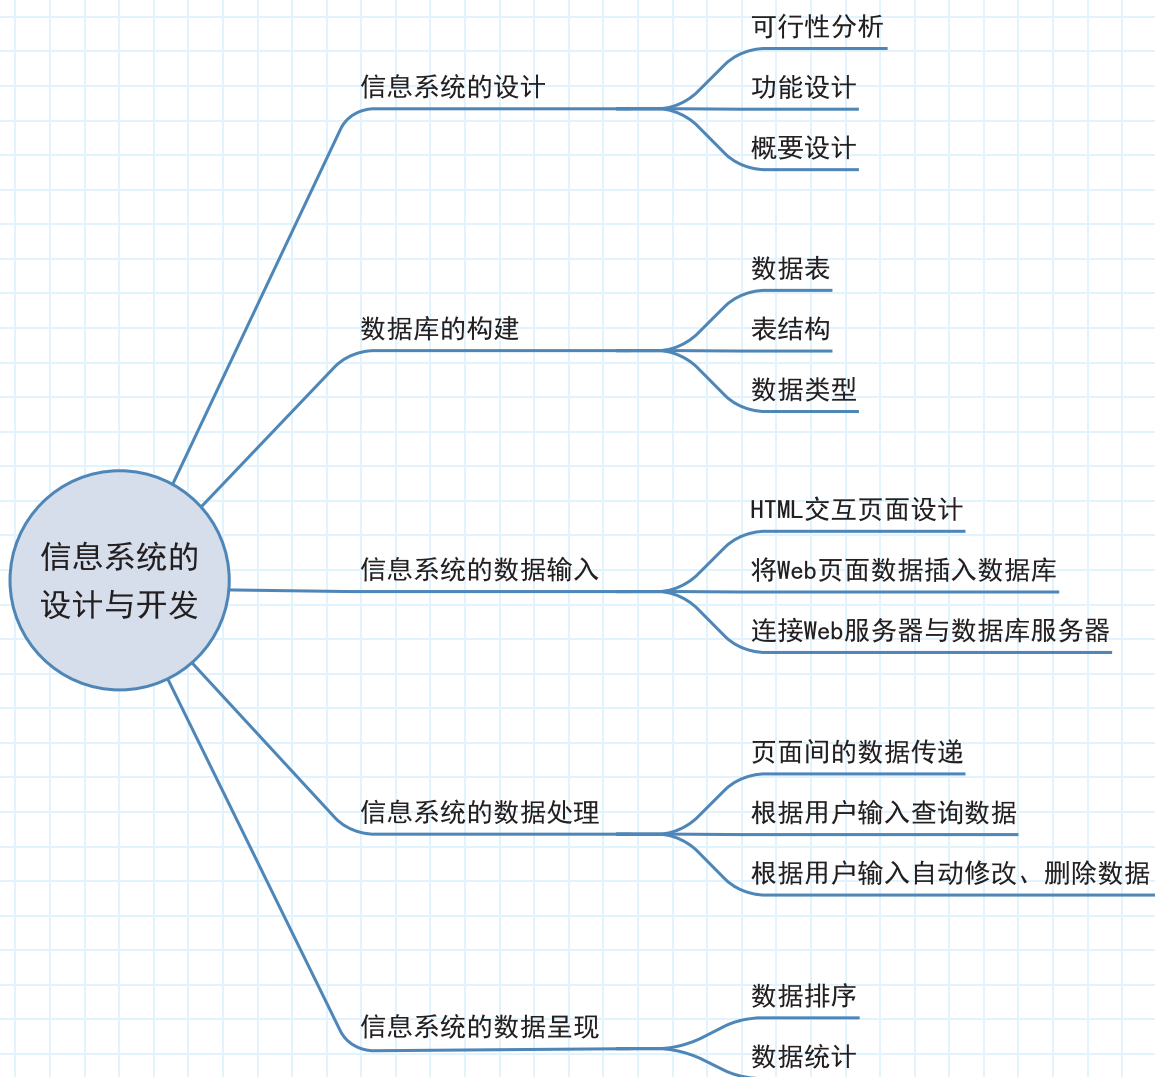 可行性分析
信息系统的设计
功能设计
概要设计
数据表
数据库的构建
表结构
数据类型
HTML交互页面设计
信息系统的
设计与开发
信息系统的数据输入
将Web页面数据插入数据库
连接Web服务器与数据库服务器
页面间的数据传递
信息系统的数据处理
根据用户输入查询数据
根据用户输入自动修改、删除数据
数据排序
信息系统的数据呈现
数据统计